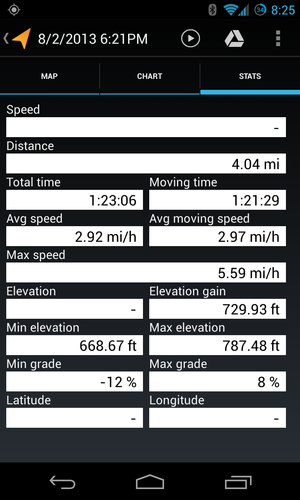 34 8:25
8/2/2013 6:21PM
MAP CHART STATS
Speed
-
Distance
4.04 mi
Total time Moving time
1:23:06 1:21:29
Avg speed Avg moving speed
2.92 mi/h 2.97 mi/h
Max speed
5.59 mi/h
Elevation Elevation gain
- 729.93 ft
Min elevation Max elevation
668.67 ft 787.48 ft
Min grade Max grade
-12 % 8 %
Latitude Longitude
- -